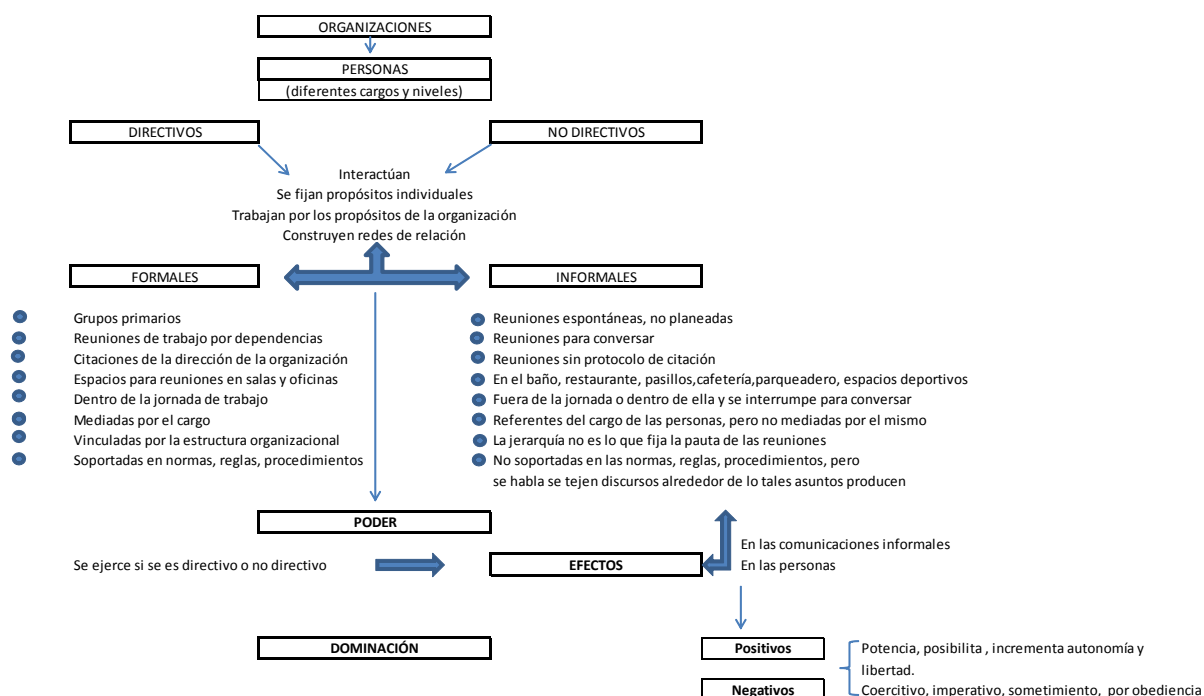 ORGANIZACIONES
PERSONAS
(diferentes cargos y niveles)
DIRECTIVOS
NO DIRECTIVOS
Interactúan
Se fijan propósitos individuales
Trabajan por los propósitos de la organización
Construyen redes de relación
FORMALES
INFORMALES
Grupos primarios
Reuniones de trabajo por dependencias
Citaciones de la dirección de la organización
Espacios para reuniones en salas y oficinas
Dentro de la jornada de trabajo
Mediadas por el cargo
Vinculadas por la estructura organizacional
Soportadas en normas, reglas, procedimientos
Reuniones espontáneas, no planeadas
Reuniones para conversar
Reuniones sin protocolo de citación
En el baño, restaurante, pasillos,cafetería,parqueadero, espacios deportivos
Fuera de la jornada o dentro de ella y se interrumpe para conversar
Referentes del cargo de las personas, pero no mediadas por el mismo
La jerarquía no es lo que fija la pauta de las reuniones
No soportadas en las normas, reglas, procedimientos, pero
se habla se tejen discursos alrededor de lo tales asuntos producen
PODER
Se ejerce si se es directivo o no directivo
EFECTOS
En las comunicaciones informales
En las personas
DOMINACIÓN
Positivos
Potencia, posibilita , incrementa autonomía y
libertad.
Negativos
Coercitivo, imperativo, sometimiento, por obediencia